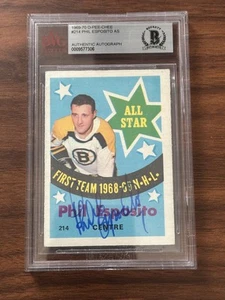 1969-70 O-PEE-CHEE
#214 PHIL ESPOSITO AS
AUTHENTIC AUTOGRAPH
BECKETT
ALL
STAR
B
FIRST TEAM 1968-69 N-H-L-
Phil Esposito
214 CENTRE